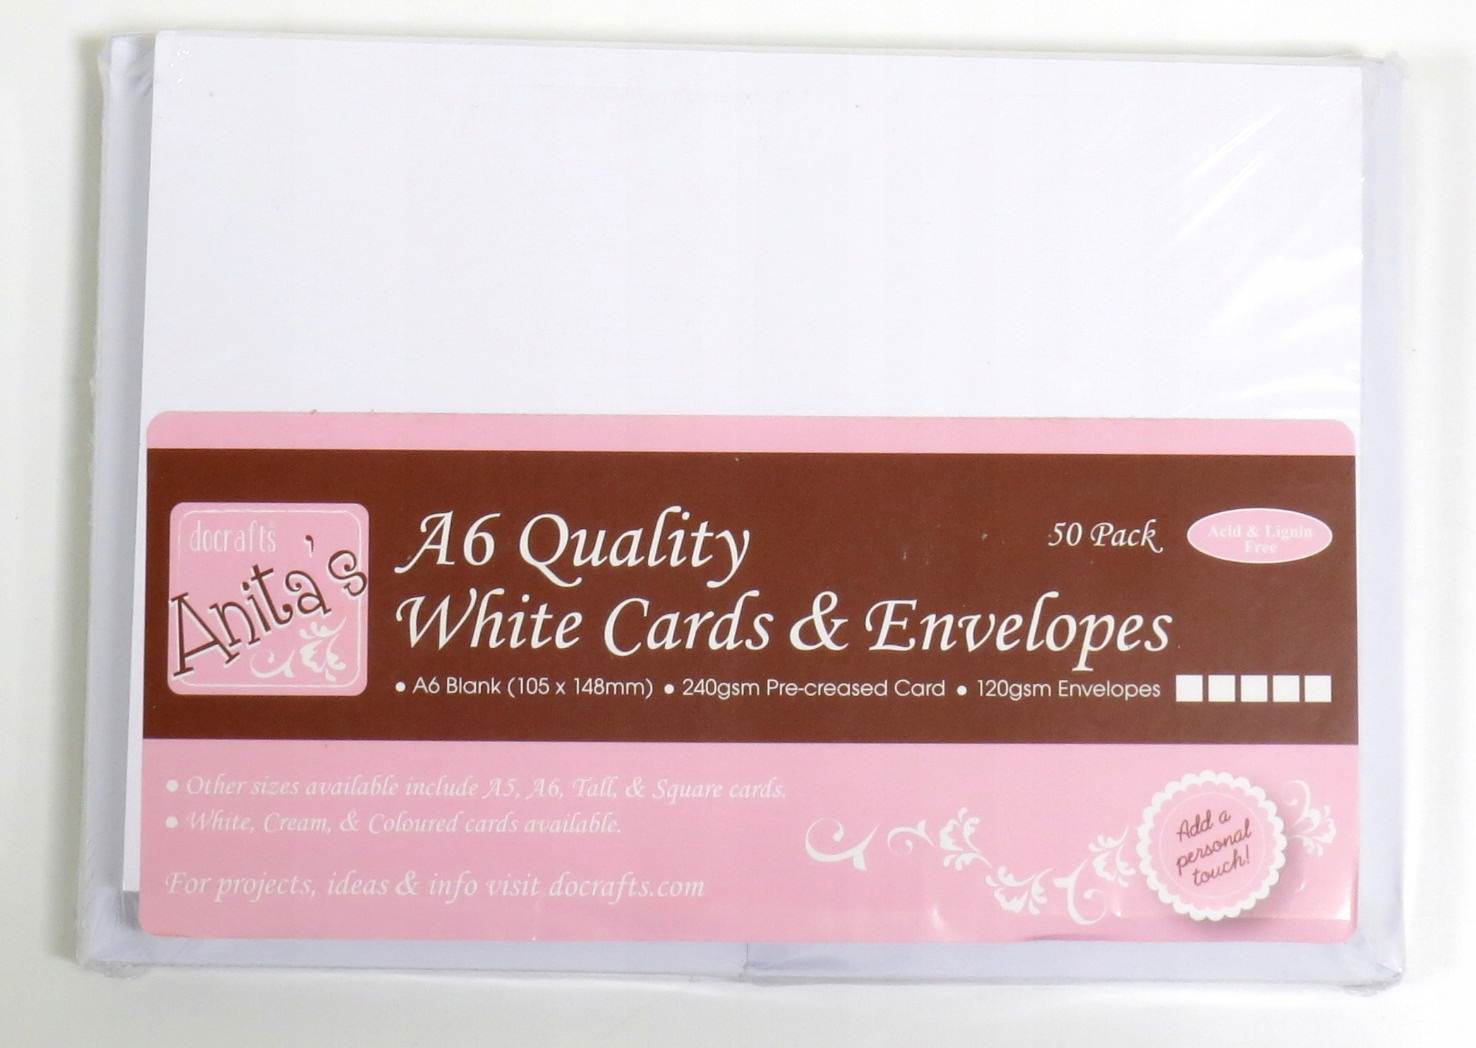 docrafts®
Anita's
A6 Quality
White Cards & Envelopes
50 Pack
Acid & Lignin
Free
• A6 Blank (105 x 148mm) • 240gsm Pre-creased Card • 120gsm Envelopes
• Other sizes available include A5, A6, Tall, & Square cards.
• White, Cream, & Coloured cards available.
For projects, ideas & info visit docrafts.com
Add a
personal
touch!